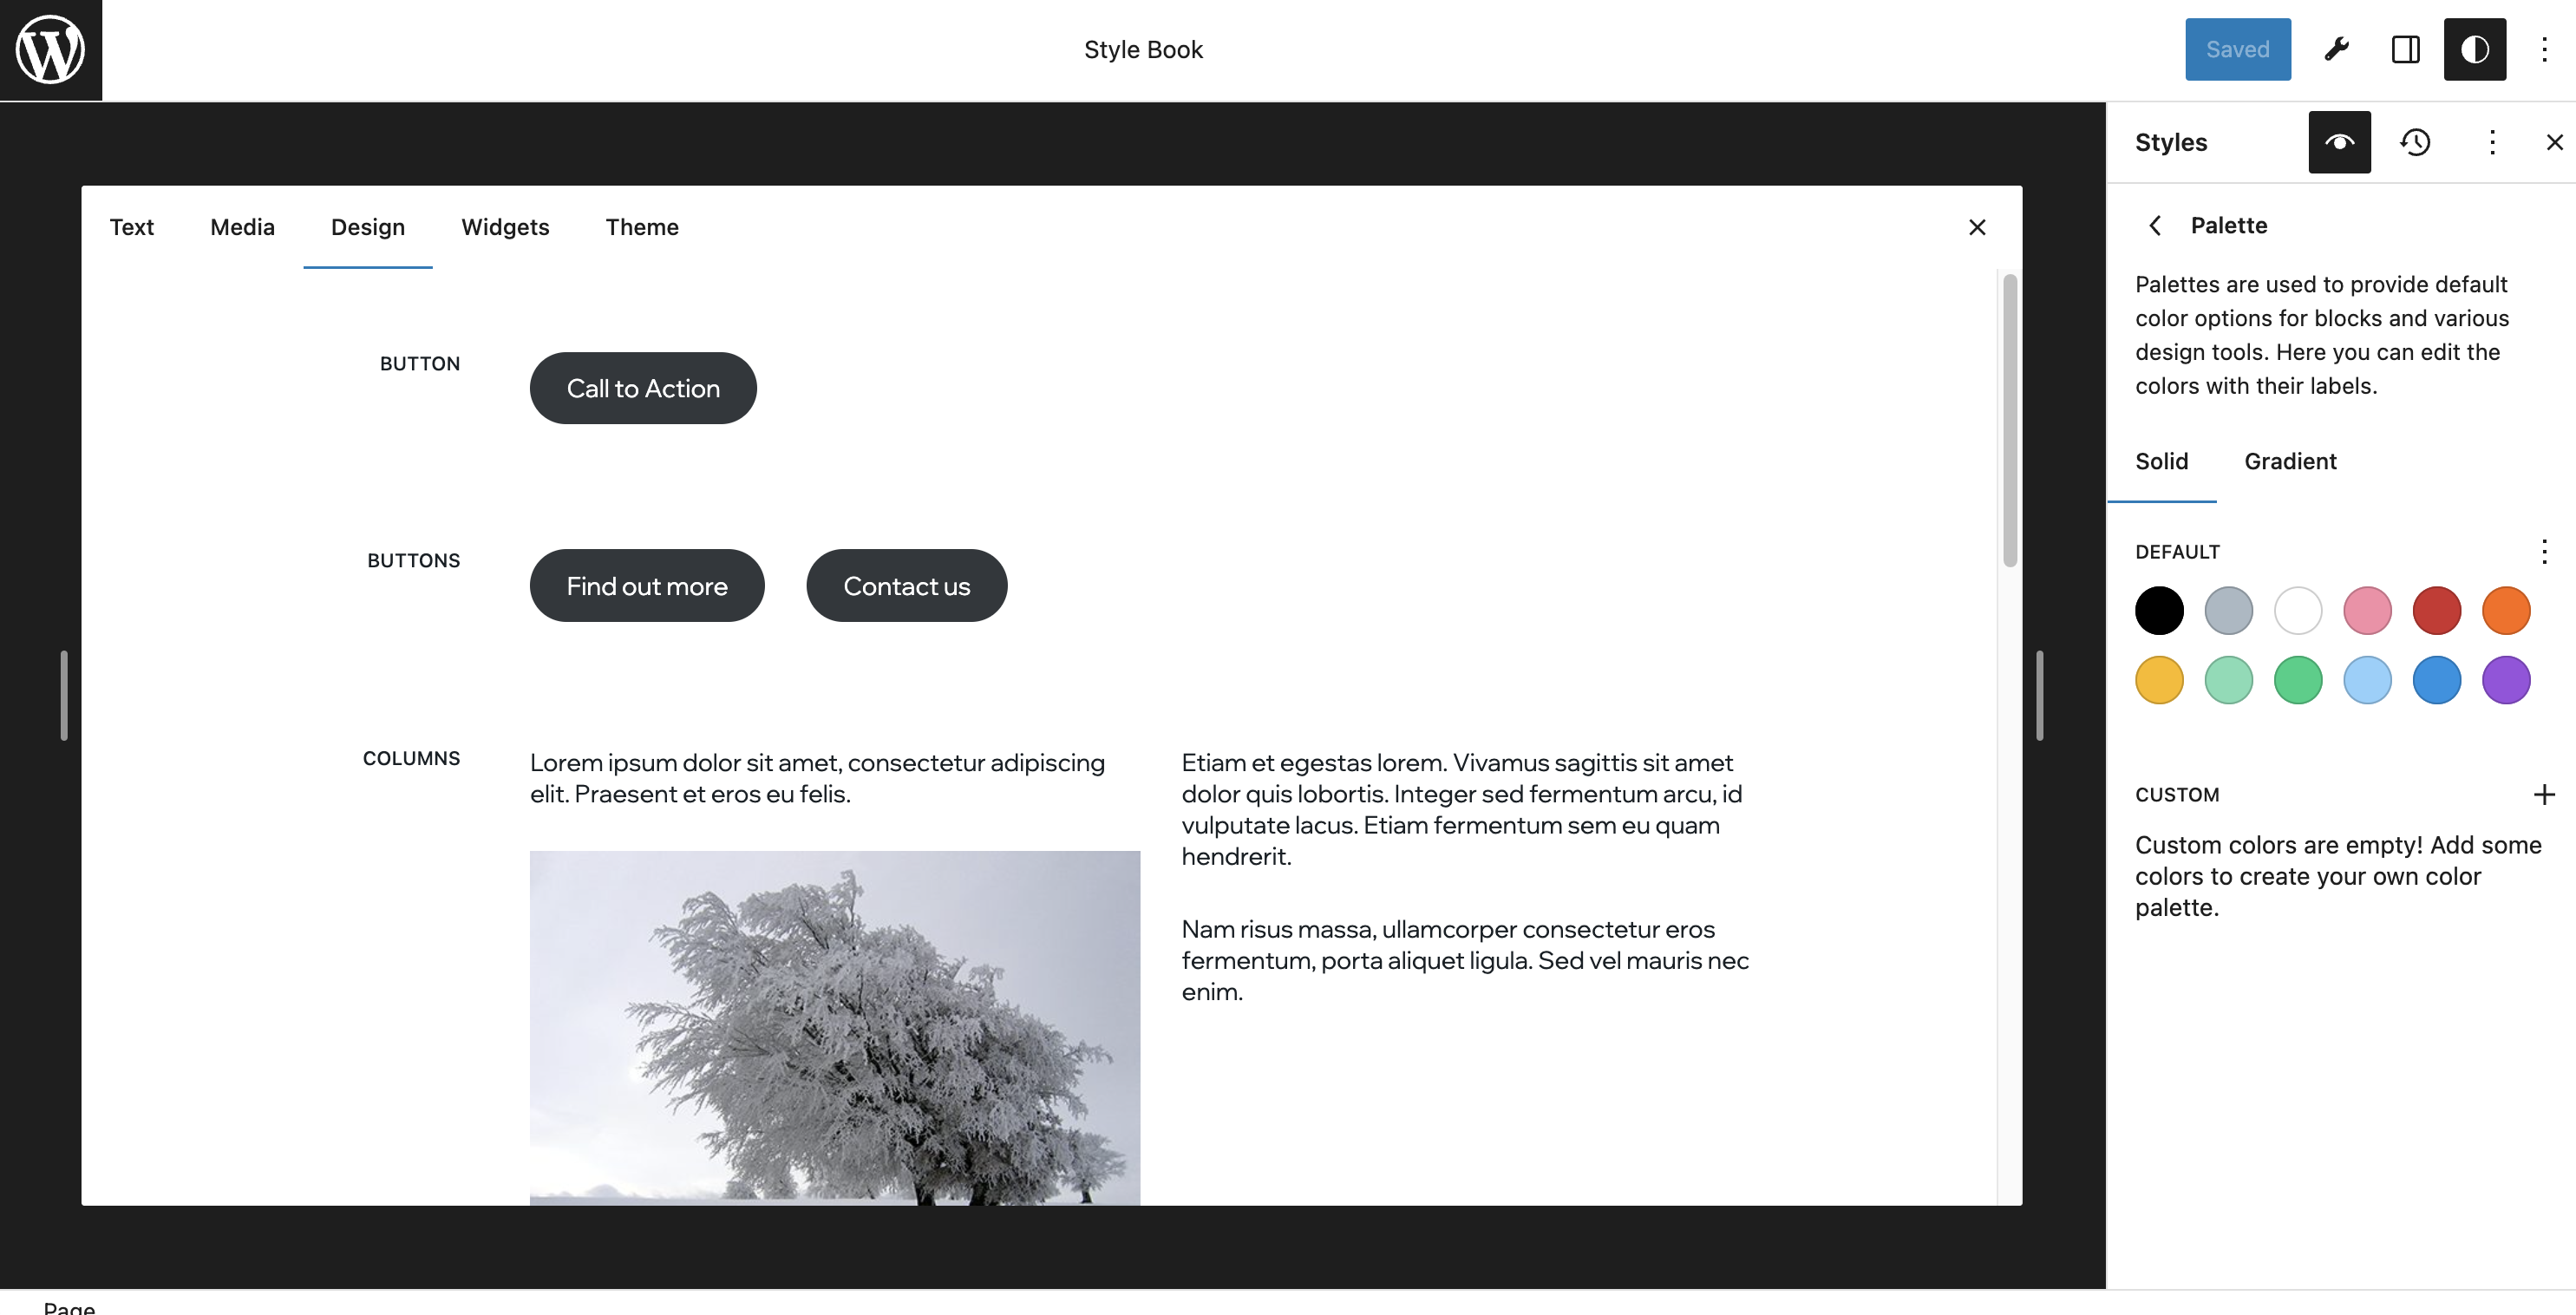 Style Book
Saved
Styles
Text Media Design Widgets Theme
BUTTON
Call to Action
BUTTONS
Find out more
Contact us
COLUMNS
Lorem ipsum dolor sit amet, consectetur adipiscing
elit. Praesent et eros eu felis.
Etiam et egestas lorem. Vivamus sagittis sit amet
dolor quis lobortis. Integer sed fermentum arcu, id
vulputate lacus. Etiam fermentum sem eu quam
hendrerit.
Nam risus massa, ullamcorper consectetur eros
fermentum, porta aliquet ligula. Sed vel mauris nec
enim.
Palette
Palettes are used to provide default
color options for blocks and various
design tools. Here you can edit the
colors with their labels.
Solid Gradient
DEFAULT
CUSTOM
Custom colors are empty! Add some
colors to create your own color
palette.
Page